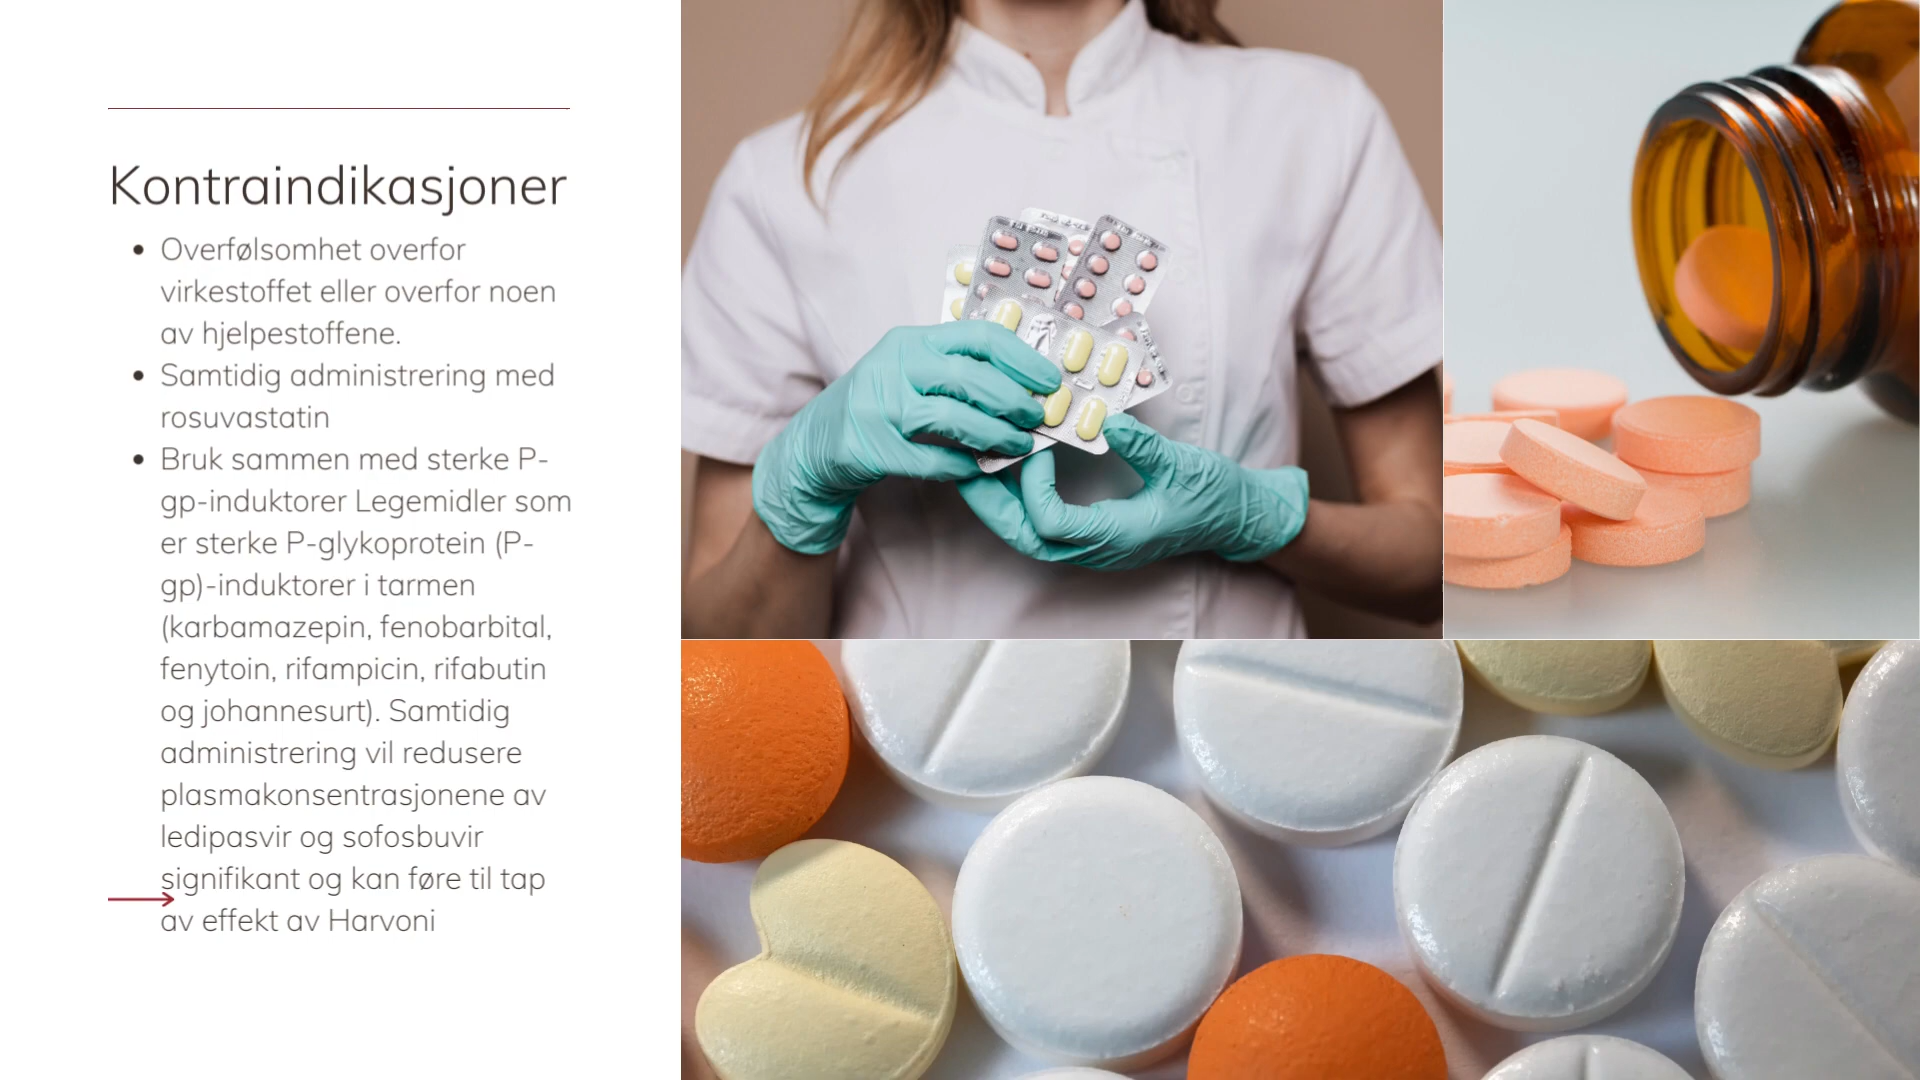 Kontraindikasjoner
• Overfølsomhet overfor
virkestoffet eller overfor noen
av hjelpestoffene.
• Samtidig administrering med
rosuvastatin
• Bruk sammen med sterke P-
gp-induktorer Legemidler som
er sterke P-glykoprotein (P-
gp)-induktorer i tarmen
(karbamazepin, fenobarbital,
fenytoin, rifampicin, rifabutin
og johannesurt). Samtidig
administrering vil redusere
plasmakonsentrasjonene av
ledipasvir og sofosbuvir
signifikant og kan føre til tap
av effekt av Harvoni